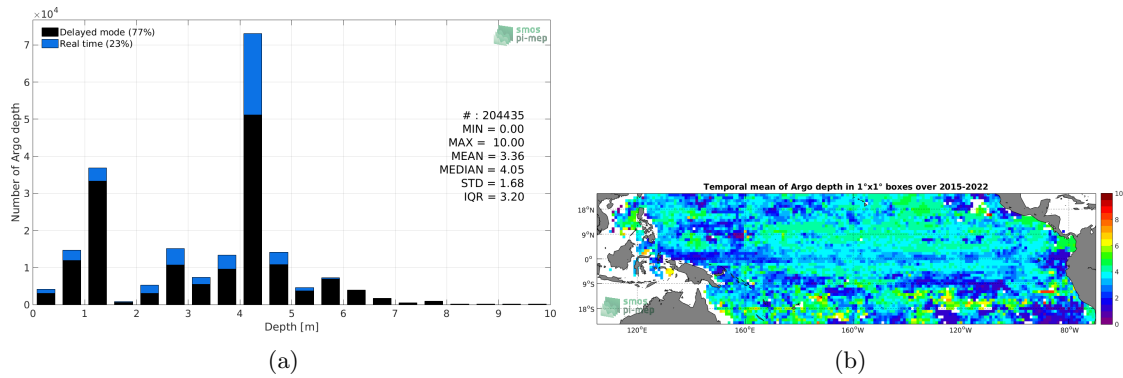 ×10⁴
Delayed mode (77%)
Real time (23%)
smos
pi-mep
Number of Argo depth
7
6
5
4
3
2
1
0
# : 204435
MIN = 0.00
MAX = 10.00
MEAN = 3.36
MEDIAN = 4.05
STD = 1.68
IQR = 3.20
0 1 2 3 4 5 6 7 8 9 10
Depth [m]
(a)
Temporal mean of Argo depth in 1°x1° boxes over 2015-2022
18°N
9°N
0°
9°S
18°S
smos
pi-mep
120°E 160°E 160°W 120°W 80°W
10
8
6
4
2
0
(b)